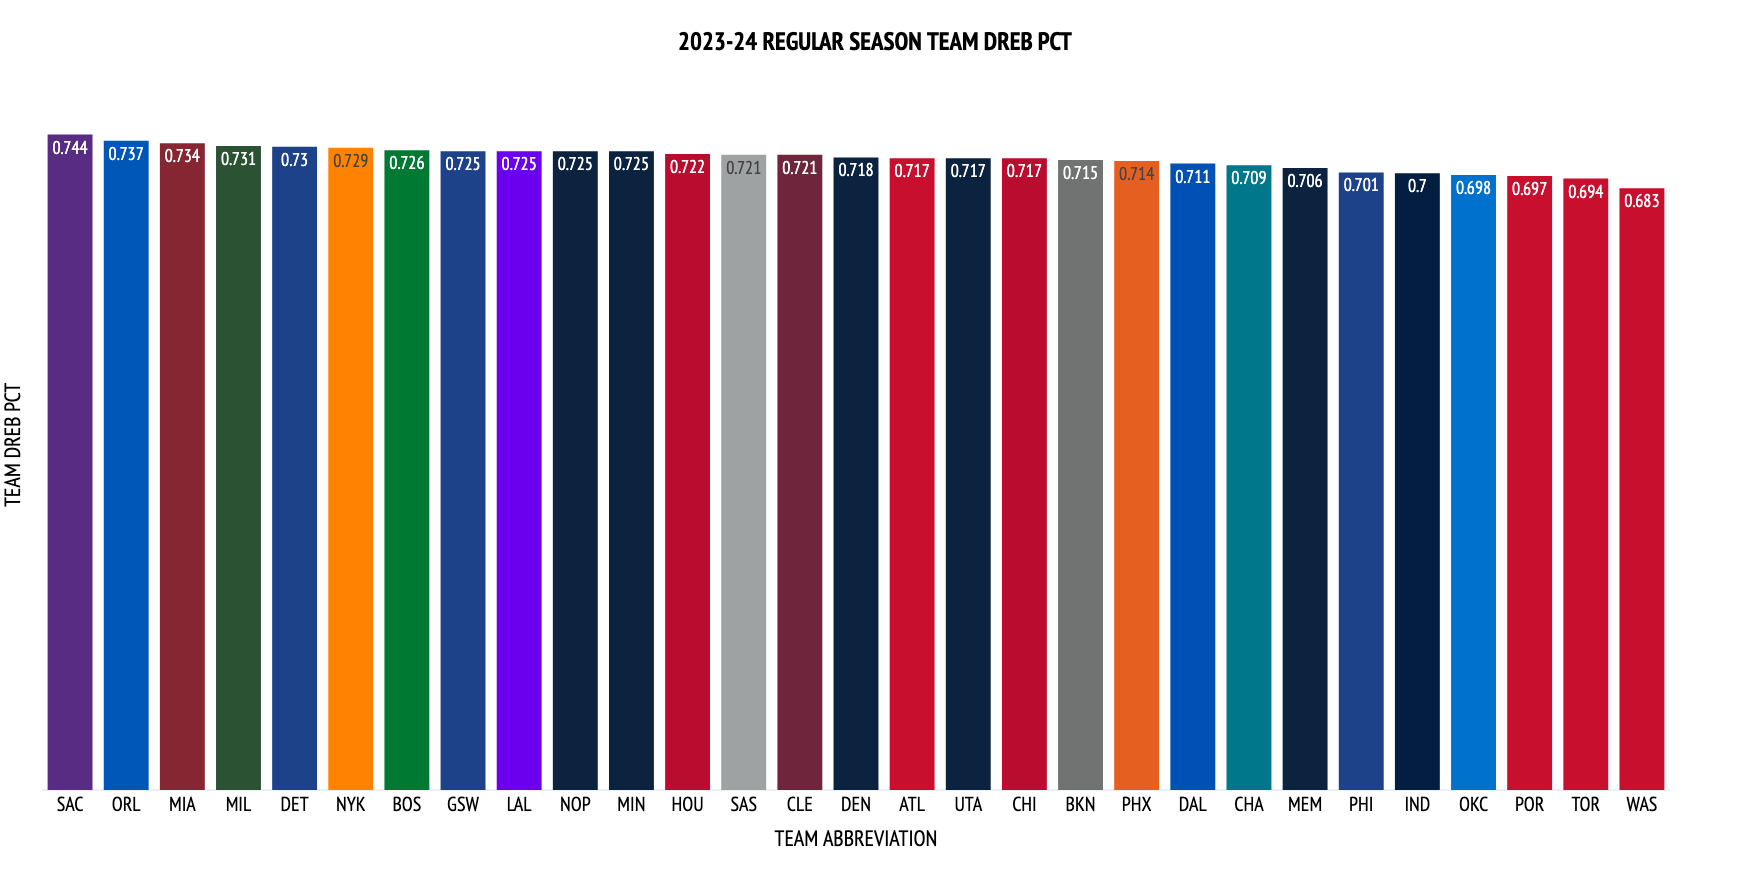 2023-24 REGULAR SEASON TEAM DREB PCT
TEAM DREB PCT
0.744 0.737 0.734 0.731 0.73 0.729 0.726 0.725 0.725 0.725 0.725 0.722 0.721 0.721 0.718 0.717 0.717 0.717 0.715 0.714 0.711 0.709 0.706 0.701 0.7 0.698 0.697 0.694 0.683
SAC ORL MIA MIL DET NYK BOS GSW LAL NOP MIN HOU SAS CLE DEN ATL UTA CHI BKN PHX DAL CHA MEM PHI IND OKC POR TOR WAS
TEAM ABBREVIATION